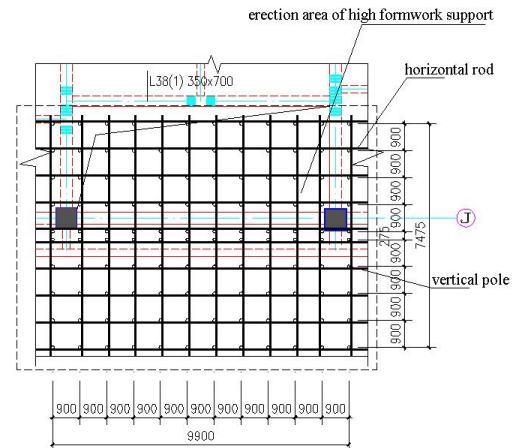 erection area of high formwork support
horizontal rod
L38(1) 350x700
900
900
900
900
J
275
7475
900
900
vertical pole
900
900
900 900 900 900 900 900 900 900 900 900 900
9900